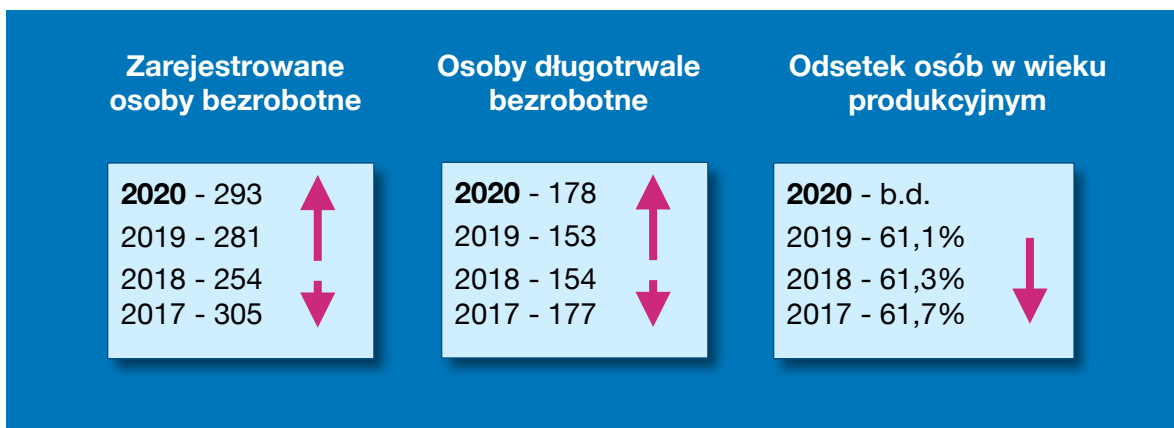 Zarejestrowane
osoby bezrobotne
2020 - 293
2019 - 281
2018 - 254
2017 - 305
Osoby długotrwale
bezrobotne
2020 - 178
2019 - 153
2018 - 154
2017 - 177
Odsetek osób w wieku
produkcyjnym
2020 - b.d.
2019 - 61,1%
2018 - 61,3%
2017 - 61,7%